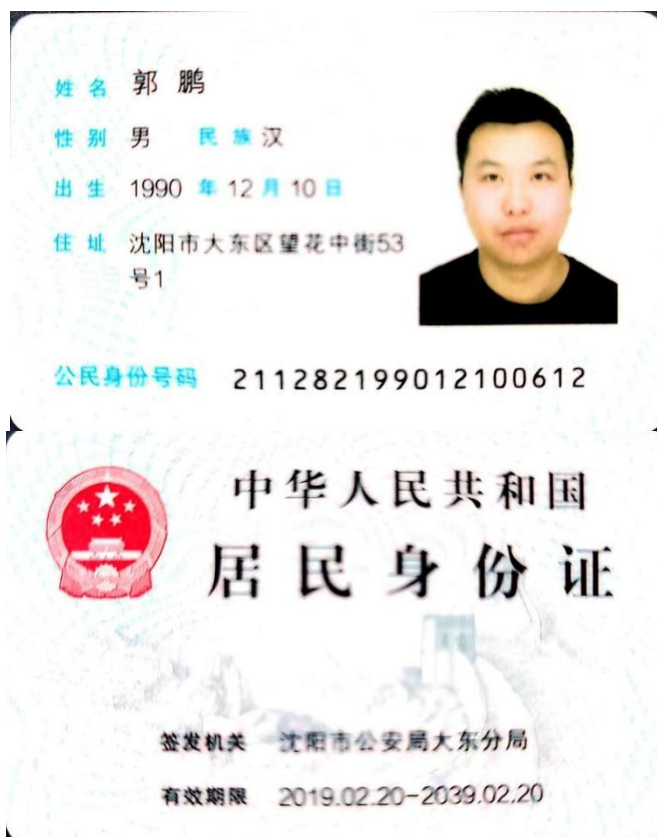 姓名 郭鹏
性别 男 民族 汉
出生 1990 年 12 月 10 日
住址 沈阳市大东区望花中街53
号1
公民身份号码 211282199012100612
中华人民共和国
居民身份证
签发机关 沈阳市公安局大东分局
有效期限 2019.02.20-2039.02.20